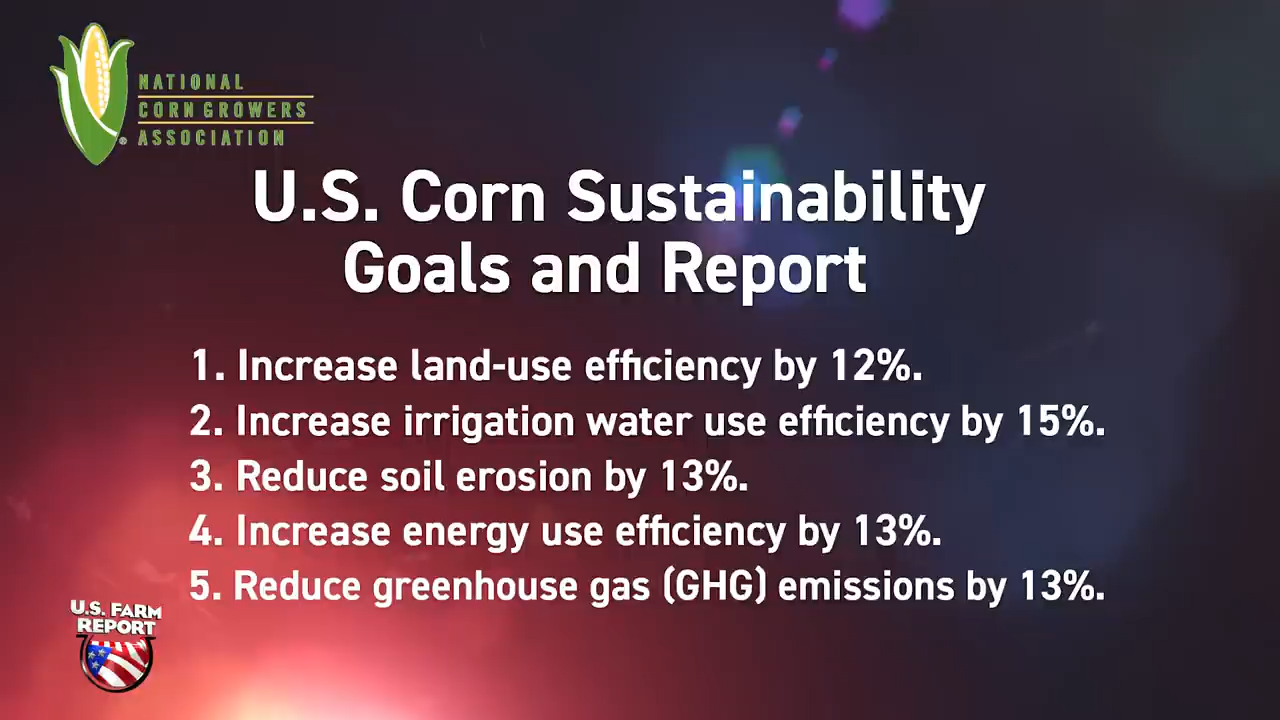 NATIONAL
CORN GROWERS
ASSOCIATION
®
U.S. Corn Sustainability
Goals and Report
1. Increase land-use efficiency by 12%.
2. Increase irrigation water use efficiency by 15%.
3. Reduce soil erosion by 13%.
4. Increase energy use efficiency by 13%.
5. Reduce greenhouse gas (GHG) emissions by 13%.
U.S. FARM
REPORT